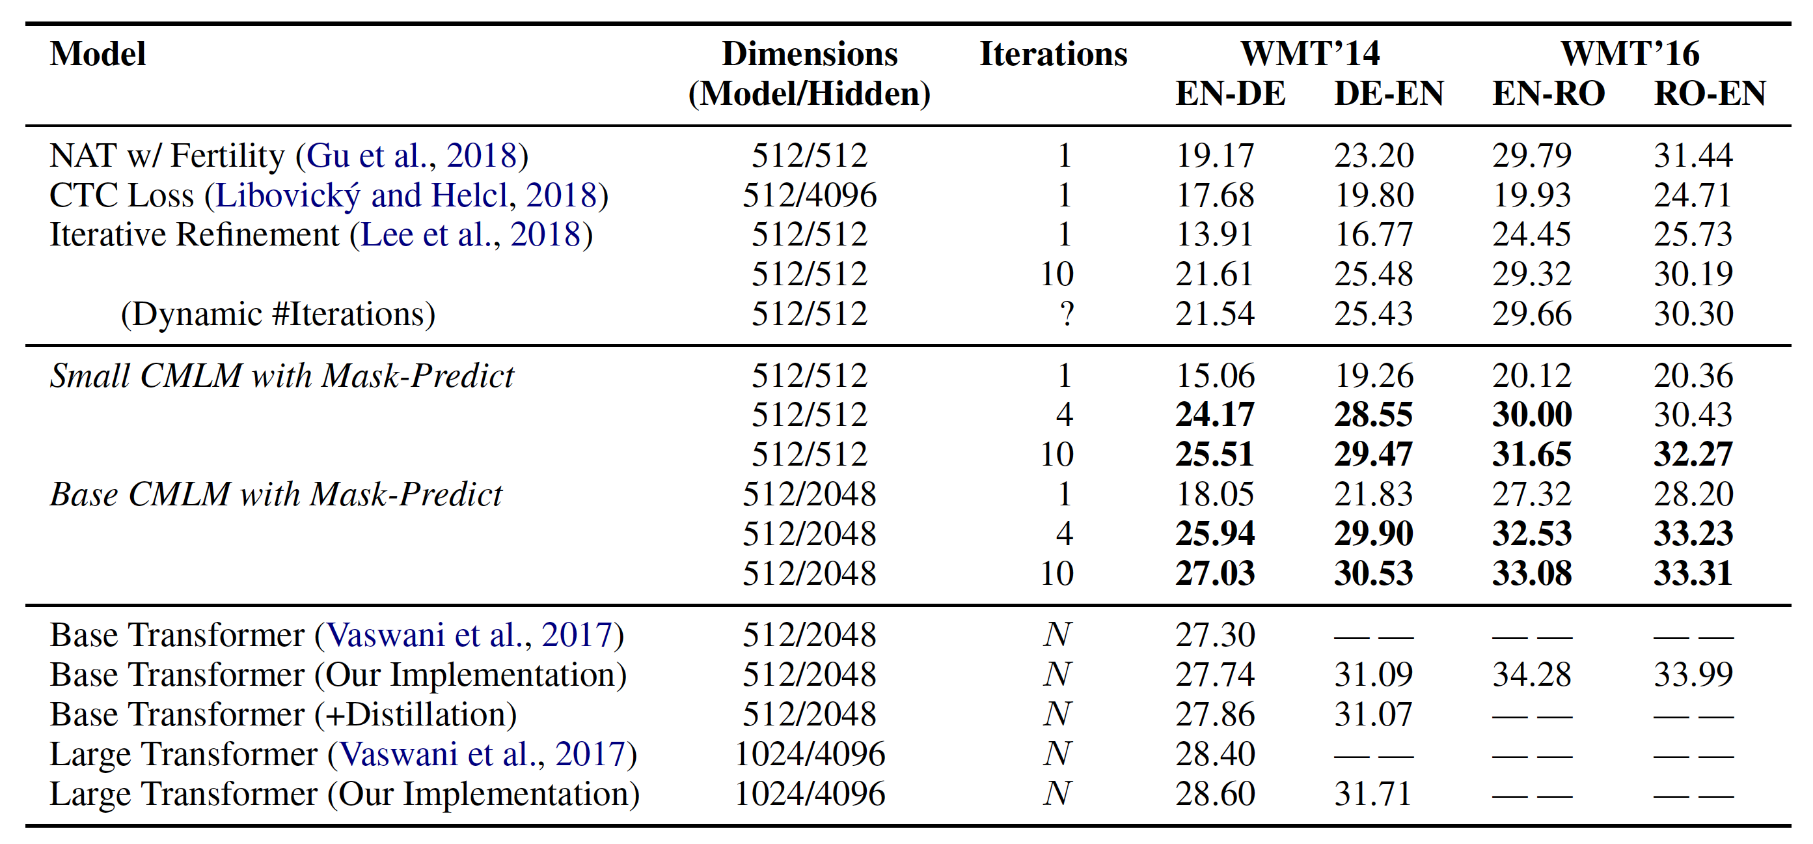 Model Dimensions Iterations WMT’14 WMT’16
(Model/Hidden) EN-DE DE-EN EN-RO RO-EN
NAT w/ Fertility (Gu et al., 2018) 512/512 1 19.17 23.20 29.79 31.44
CTC Loss (Libovický and Helcl, 2018) 512/4096 1 17.68 19.80 19.93 24.71
Iterative Refinement (Lee et al., 2018) 512/512 1 13.91 16.77 24.45 25.73
512/512 10 21.61 25.48 29.32 30.19
(Dynamic #Iterations) 512/512 ? 21.54 25.43 29.66 30.30
Small CMLM with Mask-Predict 512/512 1 15.06 19.26 20.12 20.36
512/512 4 24.17 28.55 30.00 30.43
512/512 10 25.51 29.47 31.65 32.27
Base CMLM with Mask-Predict 512/2048 1 18.05 21.83 27.32 28.20
512/2048 4 25.94 29.90 32.53 33.23
512/2048 10 27.03 30.53 33.08 33.31
Base Transformer (Vaswani et al., 2017) 512/2048 N 27.30 — — — — — —
Base Transformer (Our Implementation) 512/2048 N 27.74 31.09 34.28 33.99
Base Transformer (+Distillation) 512/2048 N 27.86 31.07 — — — —
Large Transformer (Vaswani et al., 2017) 1024/4096 N 28.40 — — — — — —
Large Transformer (Our Implementation) 1024/4096 N 28.60 31.71 — — — —